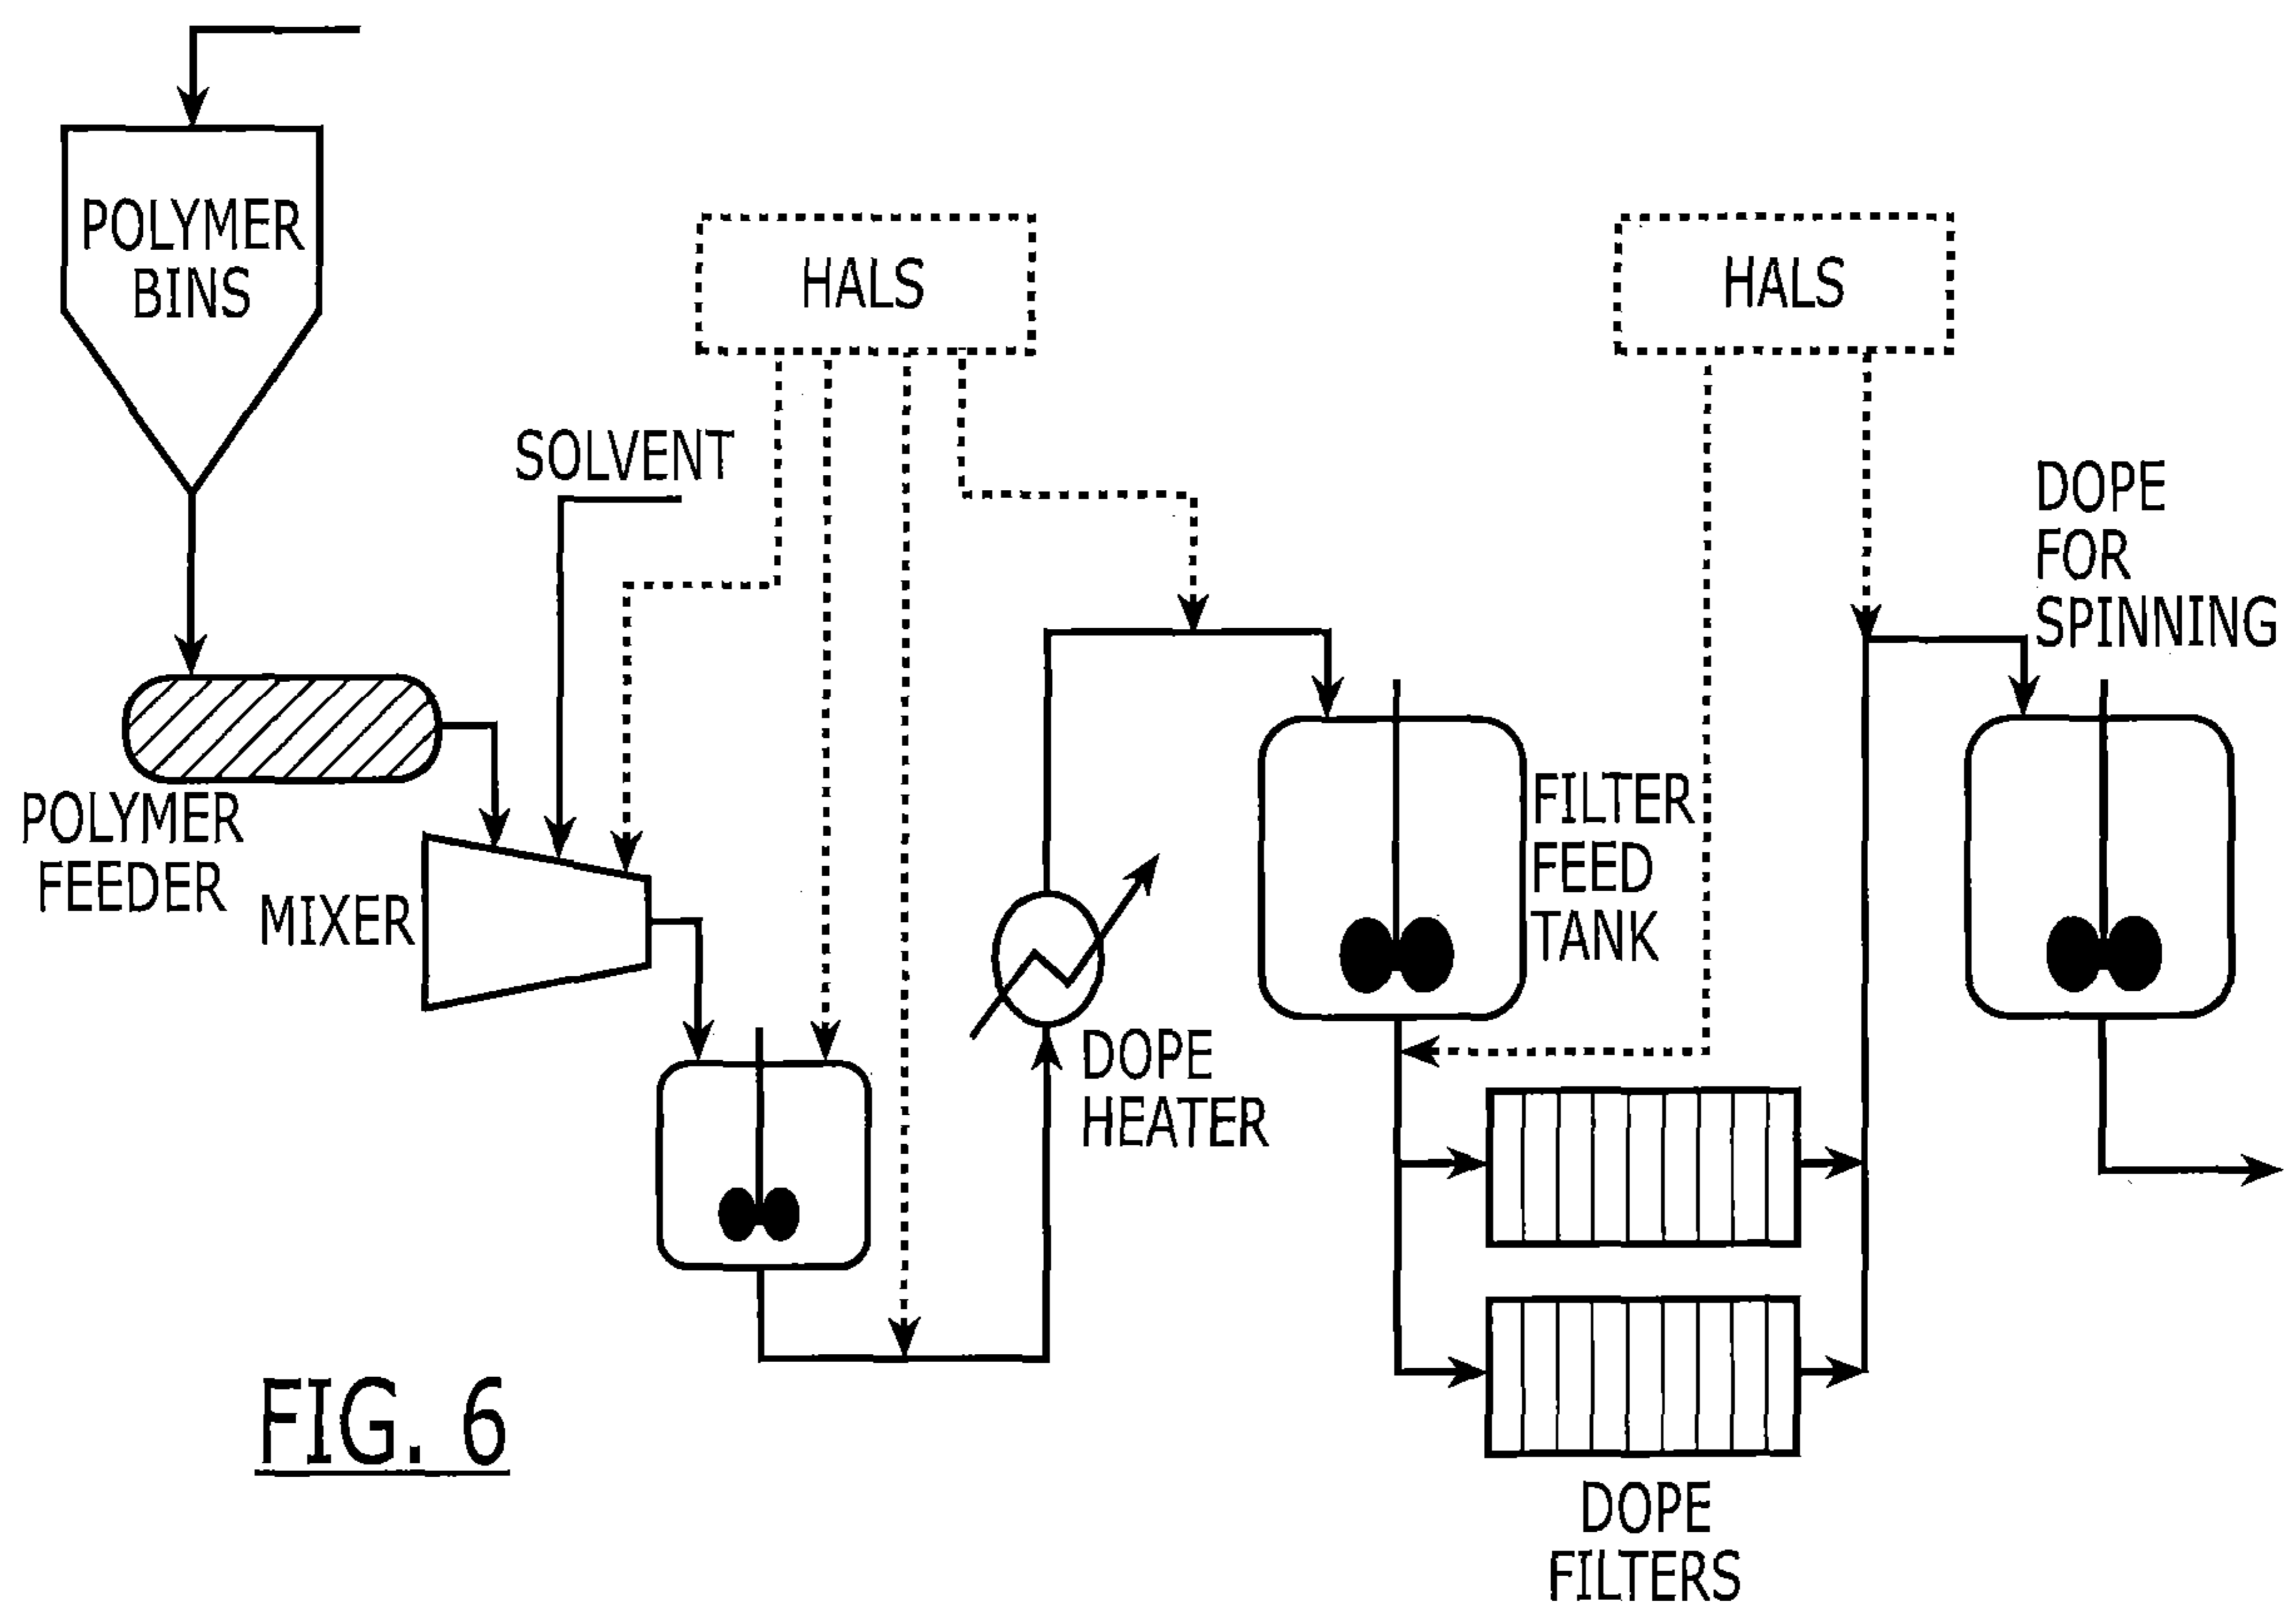 POLYMER
BINS
HALS
HALS
SOLVENT
DOPE
FOR
SPINNING
POLYMER
FEEDER
MIXER
FILTER
FEED
TANK
DOPE
HEATER
DOPE
FILTERS
FIG. 6